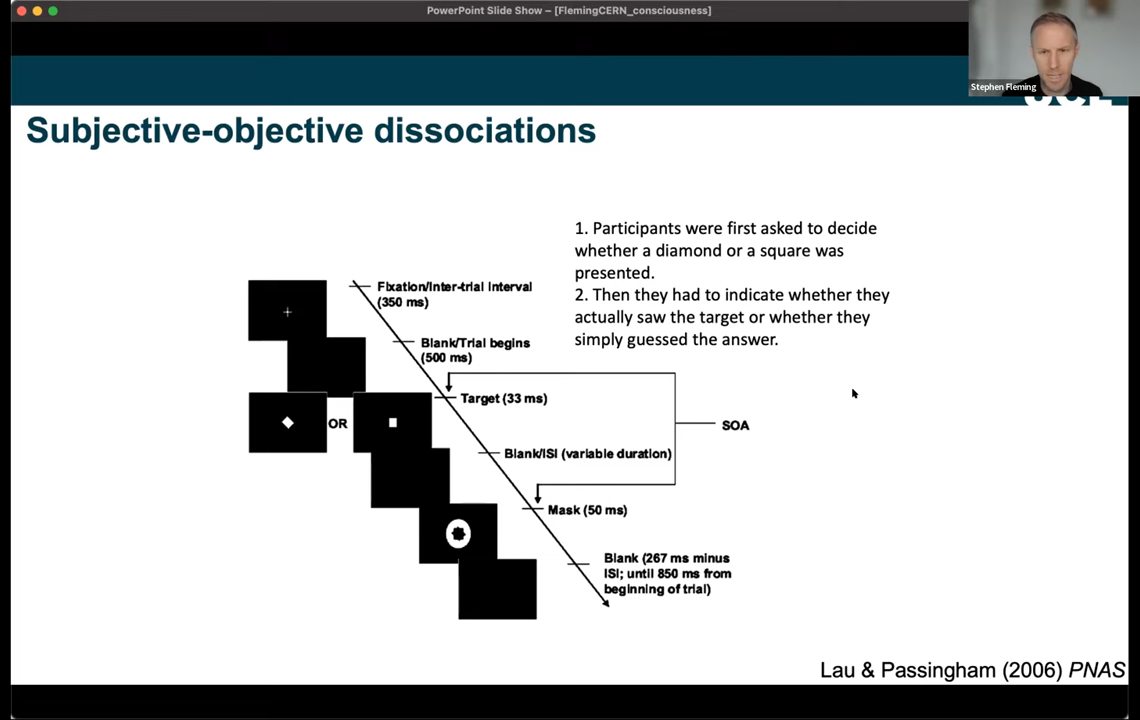 PowerPoint Slide Show – [FlemingCERN_consciousness]
Stephen Fleming
Subjective-objective dissociations
1. Participants were first asked to decide
whether a diamond or a square was
presented.
2. Then they had to indicate whether they
actually saw the target or whether they
simply guessed the answer.
Fixation/Inter-trial Interval
(350 ms)
Blank/Trial begins
(500 ms)
Target (33 ms)
OR
SOA
Blank/ISI (variable duration)
Mask (50 ms)
Blank (267 ms minus
ISI; until 850 ms from
beginning of trial)
Lau & Passingham (2006) PNAS